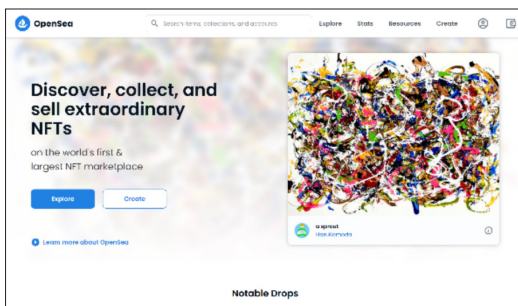 OpenSea
Search items, collections, and accounts
Explore
Stats
Resources
Create
Discover, collect, and
sell extraordinary
NFTs
on the world's first &
largest NFT marketplace
Explore
Create
Learn more about OpenSea
Notable Drops